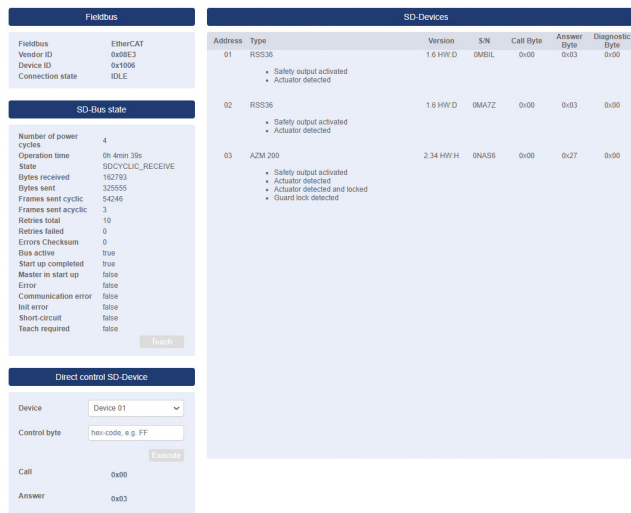 Fieldbus
Fieldbus EtherCAT
Vendor ID 0x08E3
Device ID 0x1006
Connection state IDLE
SD-Bus state
Number of power cycles 4
Operation time 0h 4min 39s
State SDCYCLIC_RECEIVE
Bytes received 162793
Bytes sent 325555
Frames sent cyclic 54246
Frames sent acyclic 3
Retries total 10
Retries failed 0
Errors Checksum 0
Bus active true
Start up completed true
Master in start up false
Error false
Communication error false
Init error false
Short-circuit false
Teach required false
Teach
Direct control SD-Device
Device Device 01
Control byte hex-code, e.g. FF
Execute
Call 0x00
Answer 0x03
SD-Devices
Address Type Version S/N Call Byte Answer Byte Diagnostic Byte
01 RSS36 1.6 HW:D 0MBIL 0x00 0x03 0x00
• Safety output activated
• Actuator detected
02 RSS36 1.6 HW:D 0MA7Z 0x00 0x03 0x00
• Safety output activated
• Actuator detected
03 AZM 200 2.34 HW:H 0NAS6 0x00 0x27 0x00
• Safety output activated
• Actuator detected
• Actuator detected and locked
• Guard lock detected